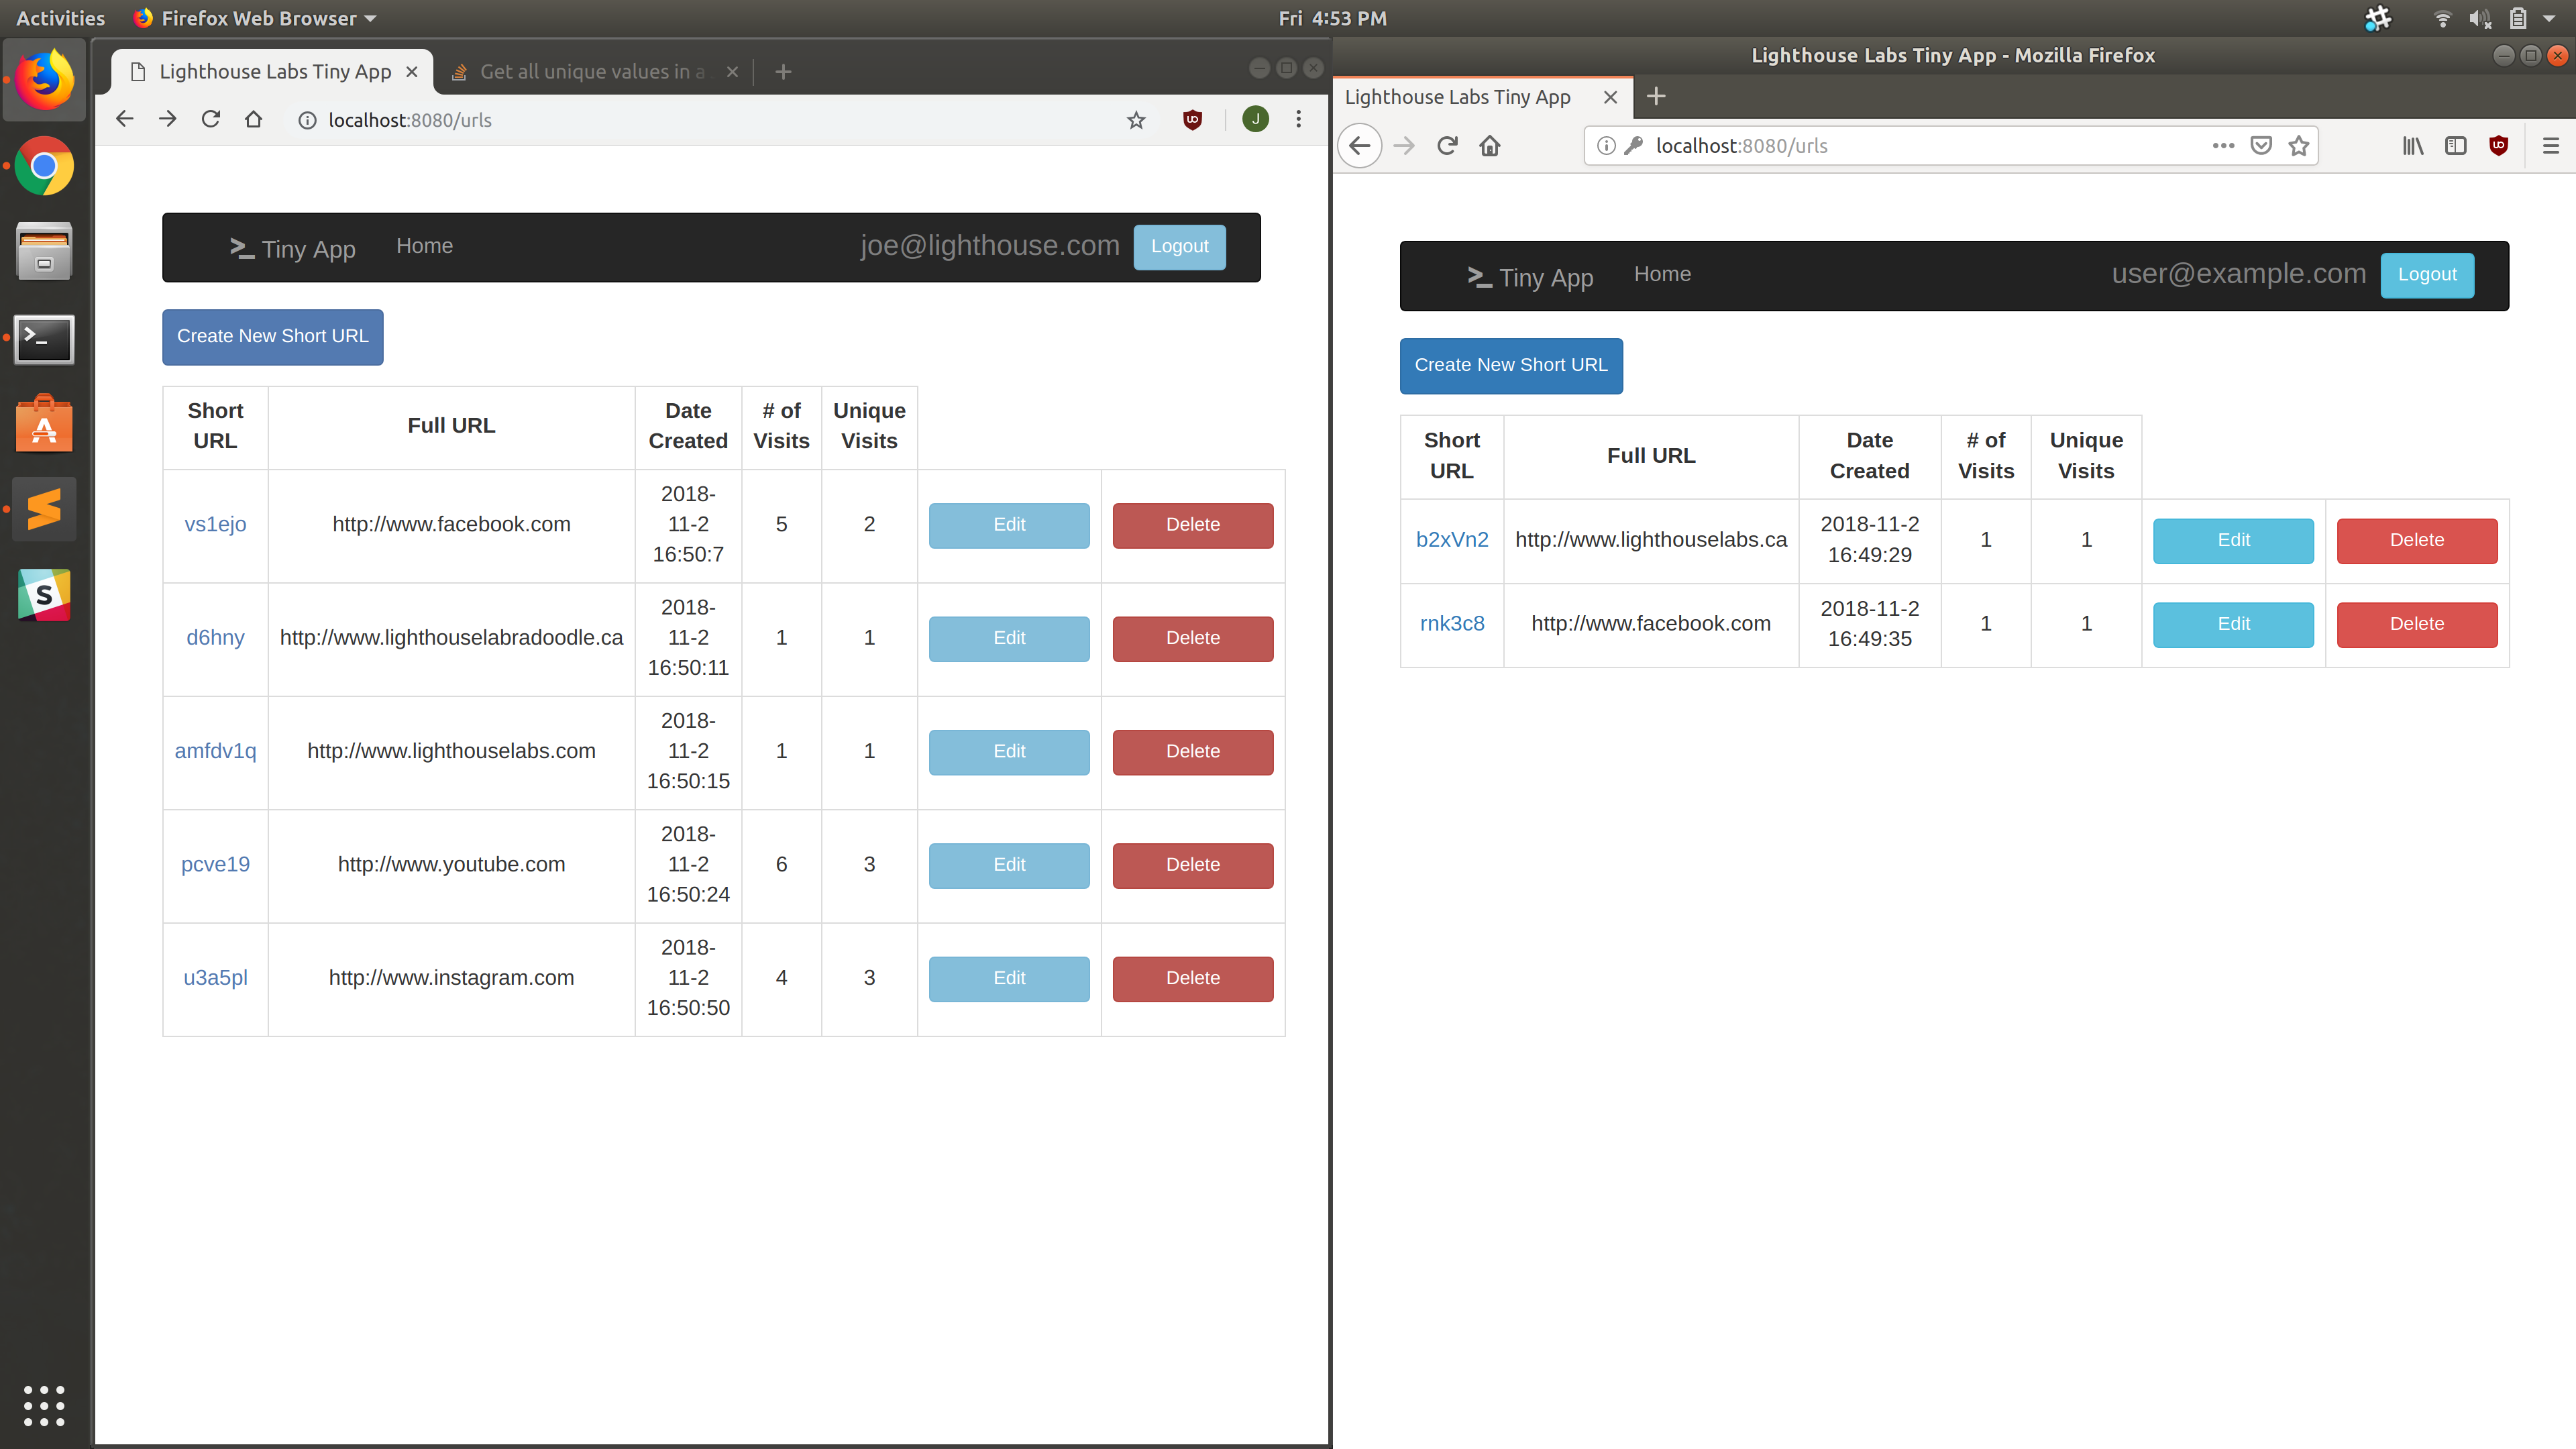 Activities Firefox Web Browser Fri 4:53 PM
Lighthouse Labs Tiny App Get all unique values in a
localhost:8080/urls
>_ Tiny App Home joe@lighthouse.com Logout
Create New Short URL
Short URL Full URL Date Created # of Visits Unique Visits
vs1ejo http://www.facebook.com 2018-11-2 16:50:7 5 2 Edit Delete
d6hny http://www.lighthouselabradoodle.ca 2018-11-2 16:50:11 1 1 Edit Delete
amfdv1q http://www.lighthouselabs.com 2018-11-2 16:50:15 1 1 Edit Delete
pcve19 http://www.youtube.com 2018-11-2 16:50:24 6 3 Edit Delete
u3a5pl http://www.instagram.com 2018-11-2 16:50:50 4 3 Edit Delete
Lighthouse Labs Tiny App - Mozilla Firefox
Lighthouse Labs Tiny App
localhost:8080/urls
>_ Tiny App Home user@example.com Logout
Create New Short URL
Short URL Full URL Date Created # of Visits Unique Visits
b2xVn2 http://www.lighthouselabs.ca 2018-11-2 16:49:29 1 1 Edit Delete
rnk3c8 http://www.facebook.com 2018-11-2 16:49:35 1 1 Edit Delete